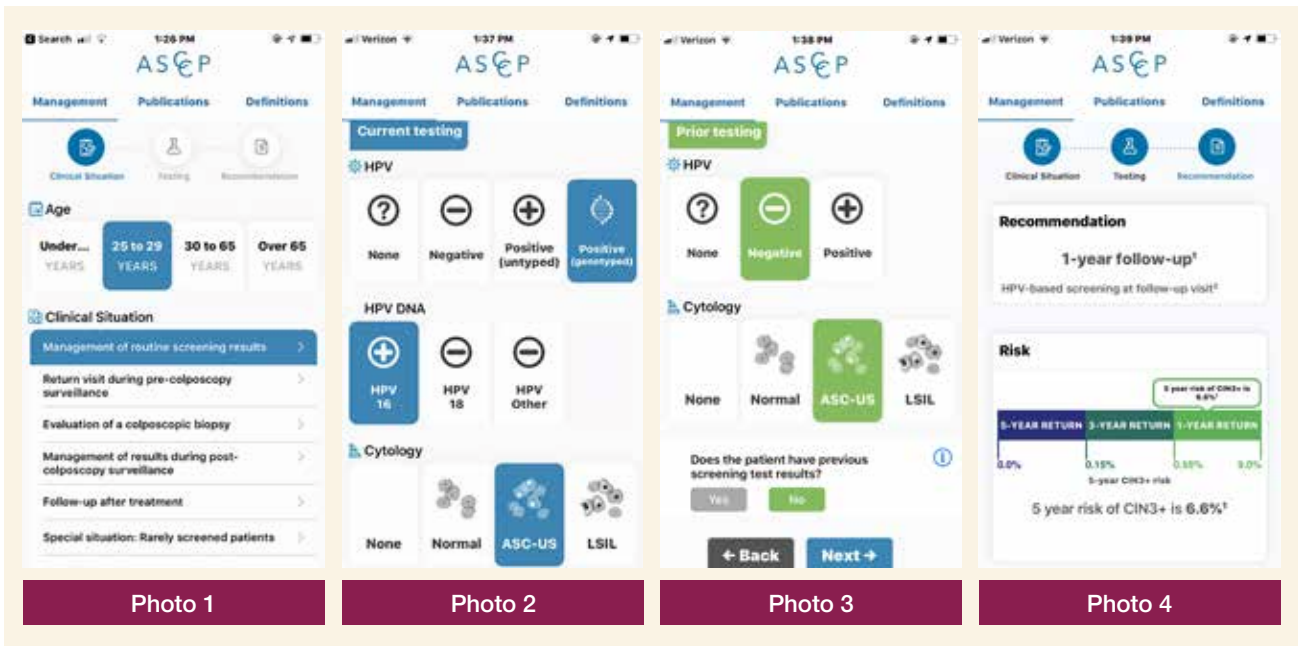 Search 1:26 PM
ASCCP
Management Publications Definitions
Clinical Situation Testing Recommendation
Age
Under... 25 to 29 30 to 65 Over 65
YEARS YEARS YEARS YEARS
Clinical Situation
Management of routine screening results
Return visit during pre-colposcopy
surveillance
Evaluation of a colposcopic biopsy
Management of results during post-
colposcopy surveillance
Follow-up after treatment
Special situation: Rarely screened patients
Photo 1
Verizon 1:37 PM
ASCCP
Management Publications Definitions
Current testing
HPV
None Negative Positive
(untyped) Positive
(genotyped)
HPV DNA
HPV
16 HPV
18 HPV
Other
Cytology
None Normal ASC-US LSIL
Photo 2
Verizon 1:38 PM
ASCCP
Management Publications Definitions
Prior testing
HPV
None Negative Positive
Cytology
None Normal ASC-US LSIL
Does the patient have previous
screening test results?
Yes No
← Back Next →
Photo 3
Verizon 1:39 PM
ASCCP
Management Publications Definitions
Clinical Situation Testing Recommendation
Recommendation
1-year follow-up
HPV-based screening at follow-up visit
Risk
5 year risk of CIN3+ is
6.6%
5-YEAR RETURN 3-YEAR RETURN 1-YEAR RETURN
0.0% 0.15% 0.55%
5-year CIN3+ risk
5 year risk of CIN3+ is 6.6%
Photo 4